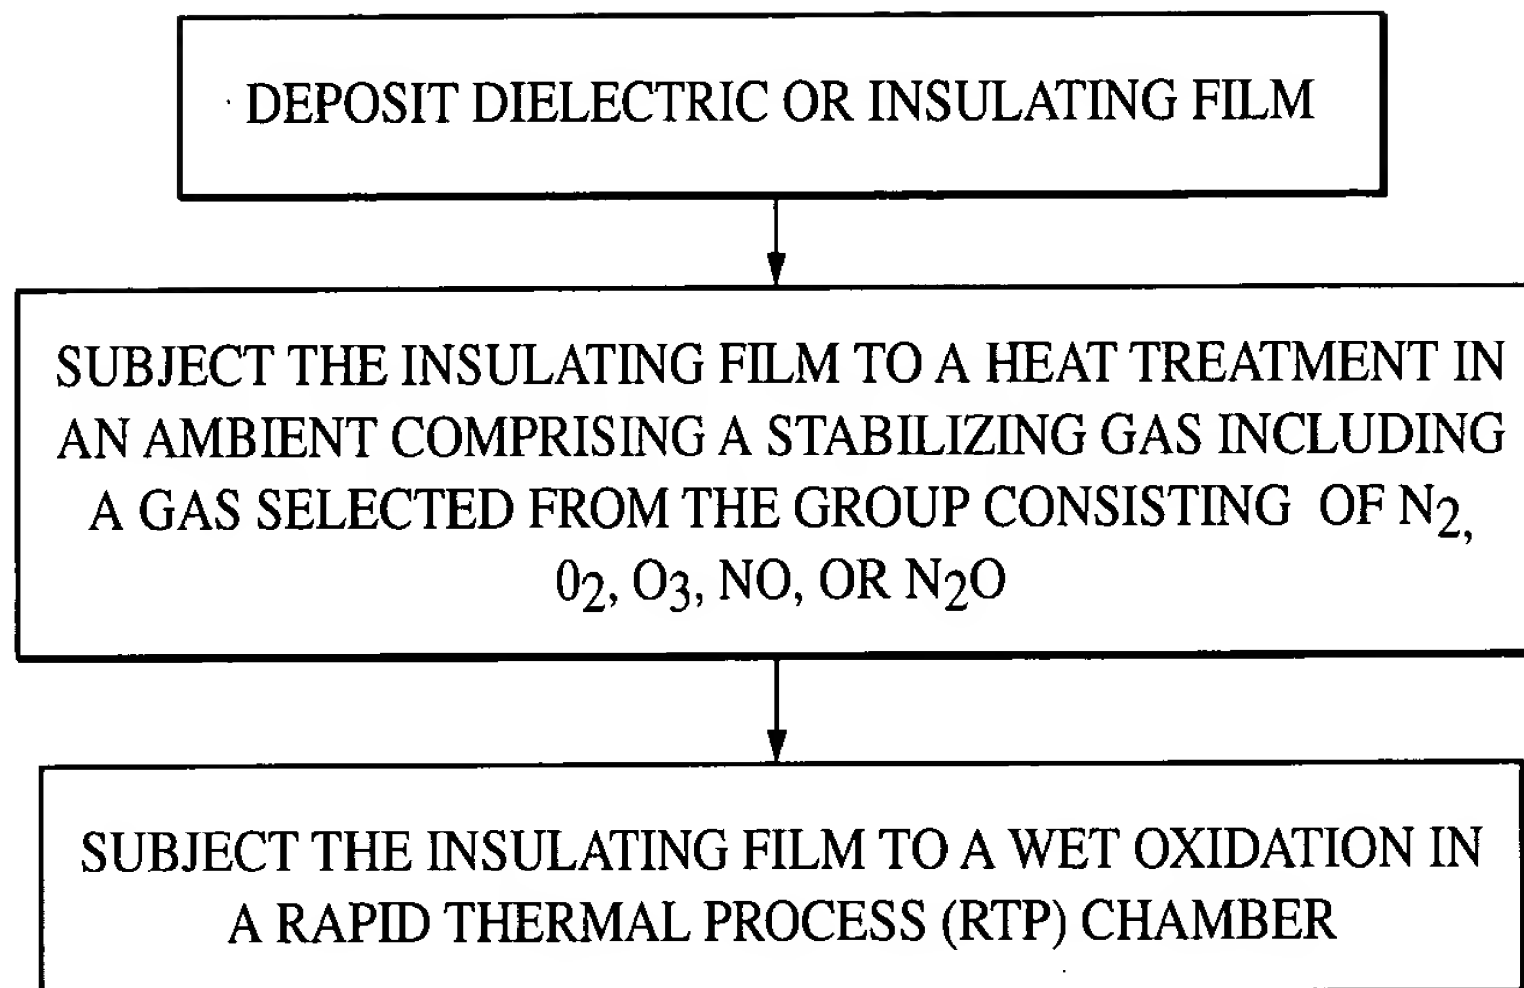 DEPOSIT DIELECTRIC OR INSULATING FILM
SUBJECT THE INSULATING FILM TO A HEAT TREATMENT IN
AN AMBIENT COMPRISING A STABILIZING GAS INCLUDING
A GAS SELECTED FROM THE GROUP CONSISTING OF N2,
02, O3, NO, OR N2O
SUBJECT THE INSULATING FILM TO A WET OXIDATION IN
A RAPID THERMAL PROCESS (RTP) CHAMBER